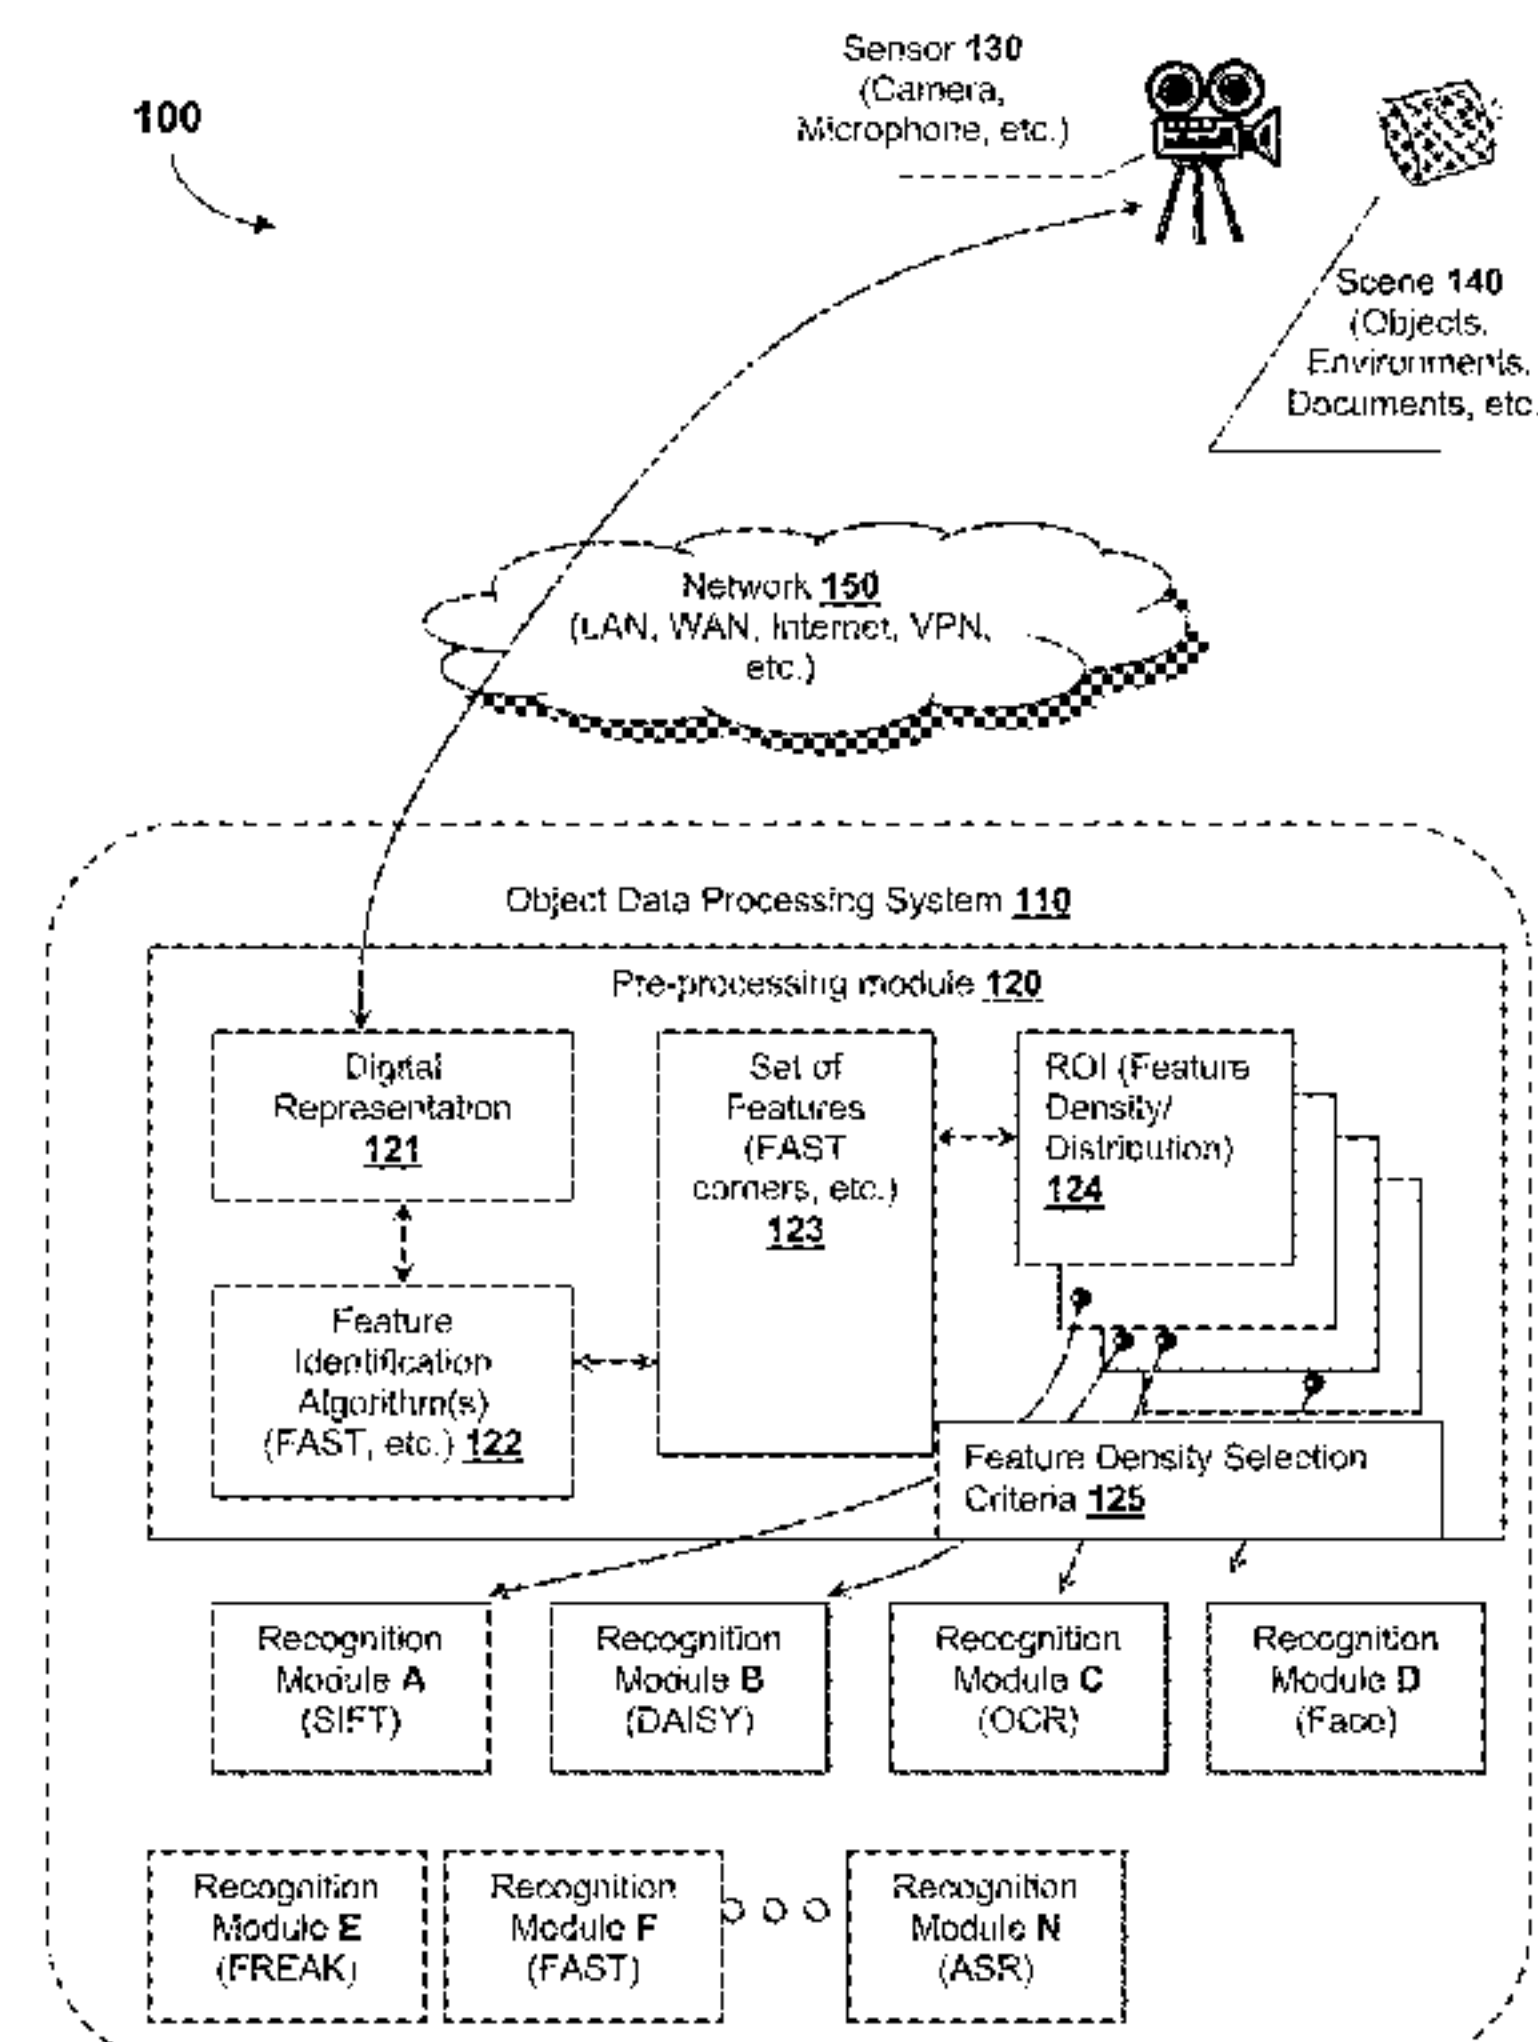 100
Sensor 130
(Camera,
Microphone, etc.)
Scene 140
(Objects,
Environments,
Documents, etc.
Network 150
(LAN, WAN, Internet, VPN,
etc.)
Object Data Processing System 110
Pre-processing module 120
Digital
Representation
121
Feature
Identification
Algorithm(s)
(FAST, etc.) 122
Set of
Features
(FAST
corners, etc.)
123
ROI (Feature
Density/
Distribution)
124
Feature Density Selection
Criteria 125
Recognition
Module A
(SIFT)
Recognition
Module B
(DAISY)
Recognition
Module C
(OCR)
Recognition
Module D
(Face)
Recognition
Module E
(FREAK)
Recognition
Module F
(FAST)
Recognition
Module N
(ASR)